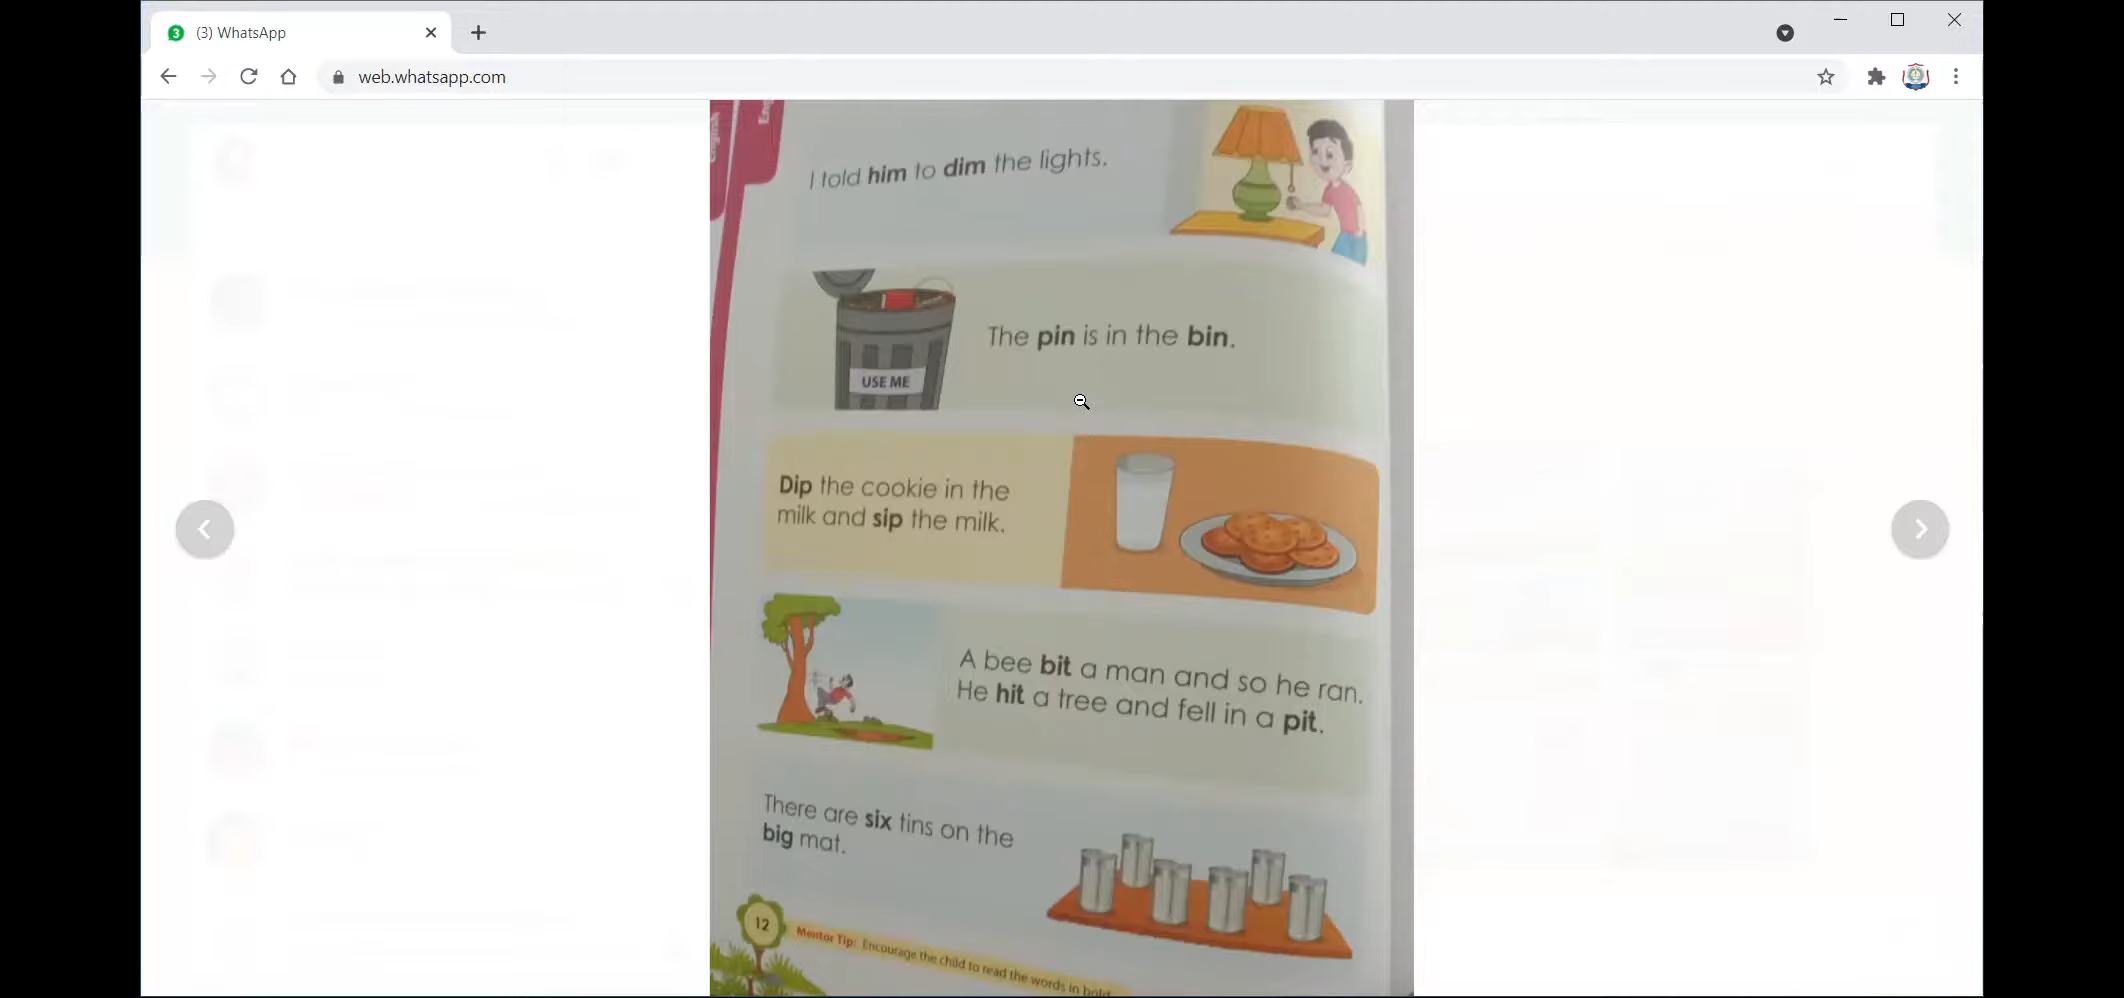 (3) WhatsApp
web.whatsapp.com
English
Eng
I told him to dim the lights.
USE ME
The pin is in the bin.
Dip the cookie in the
milk and sip the milk.
A bee bit a man and so he ran.
He hit a tree and fell in a pit.
There are six tins on the
big mat.
12
Mentor Tip: Encourage the child to read the words in bold.